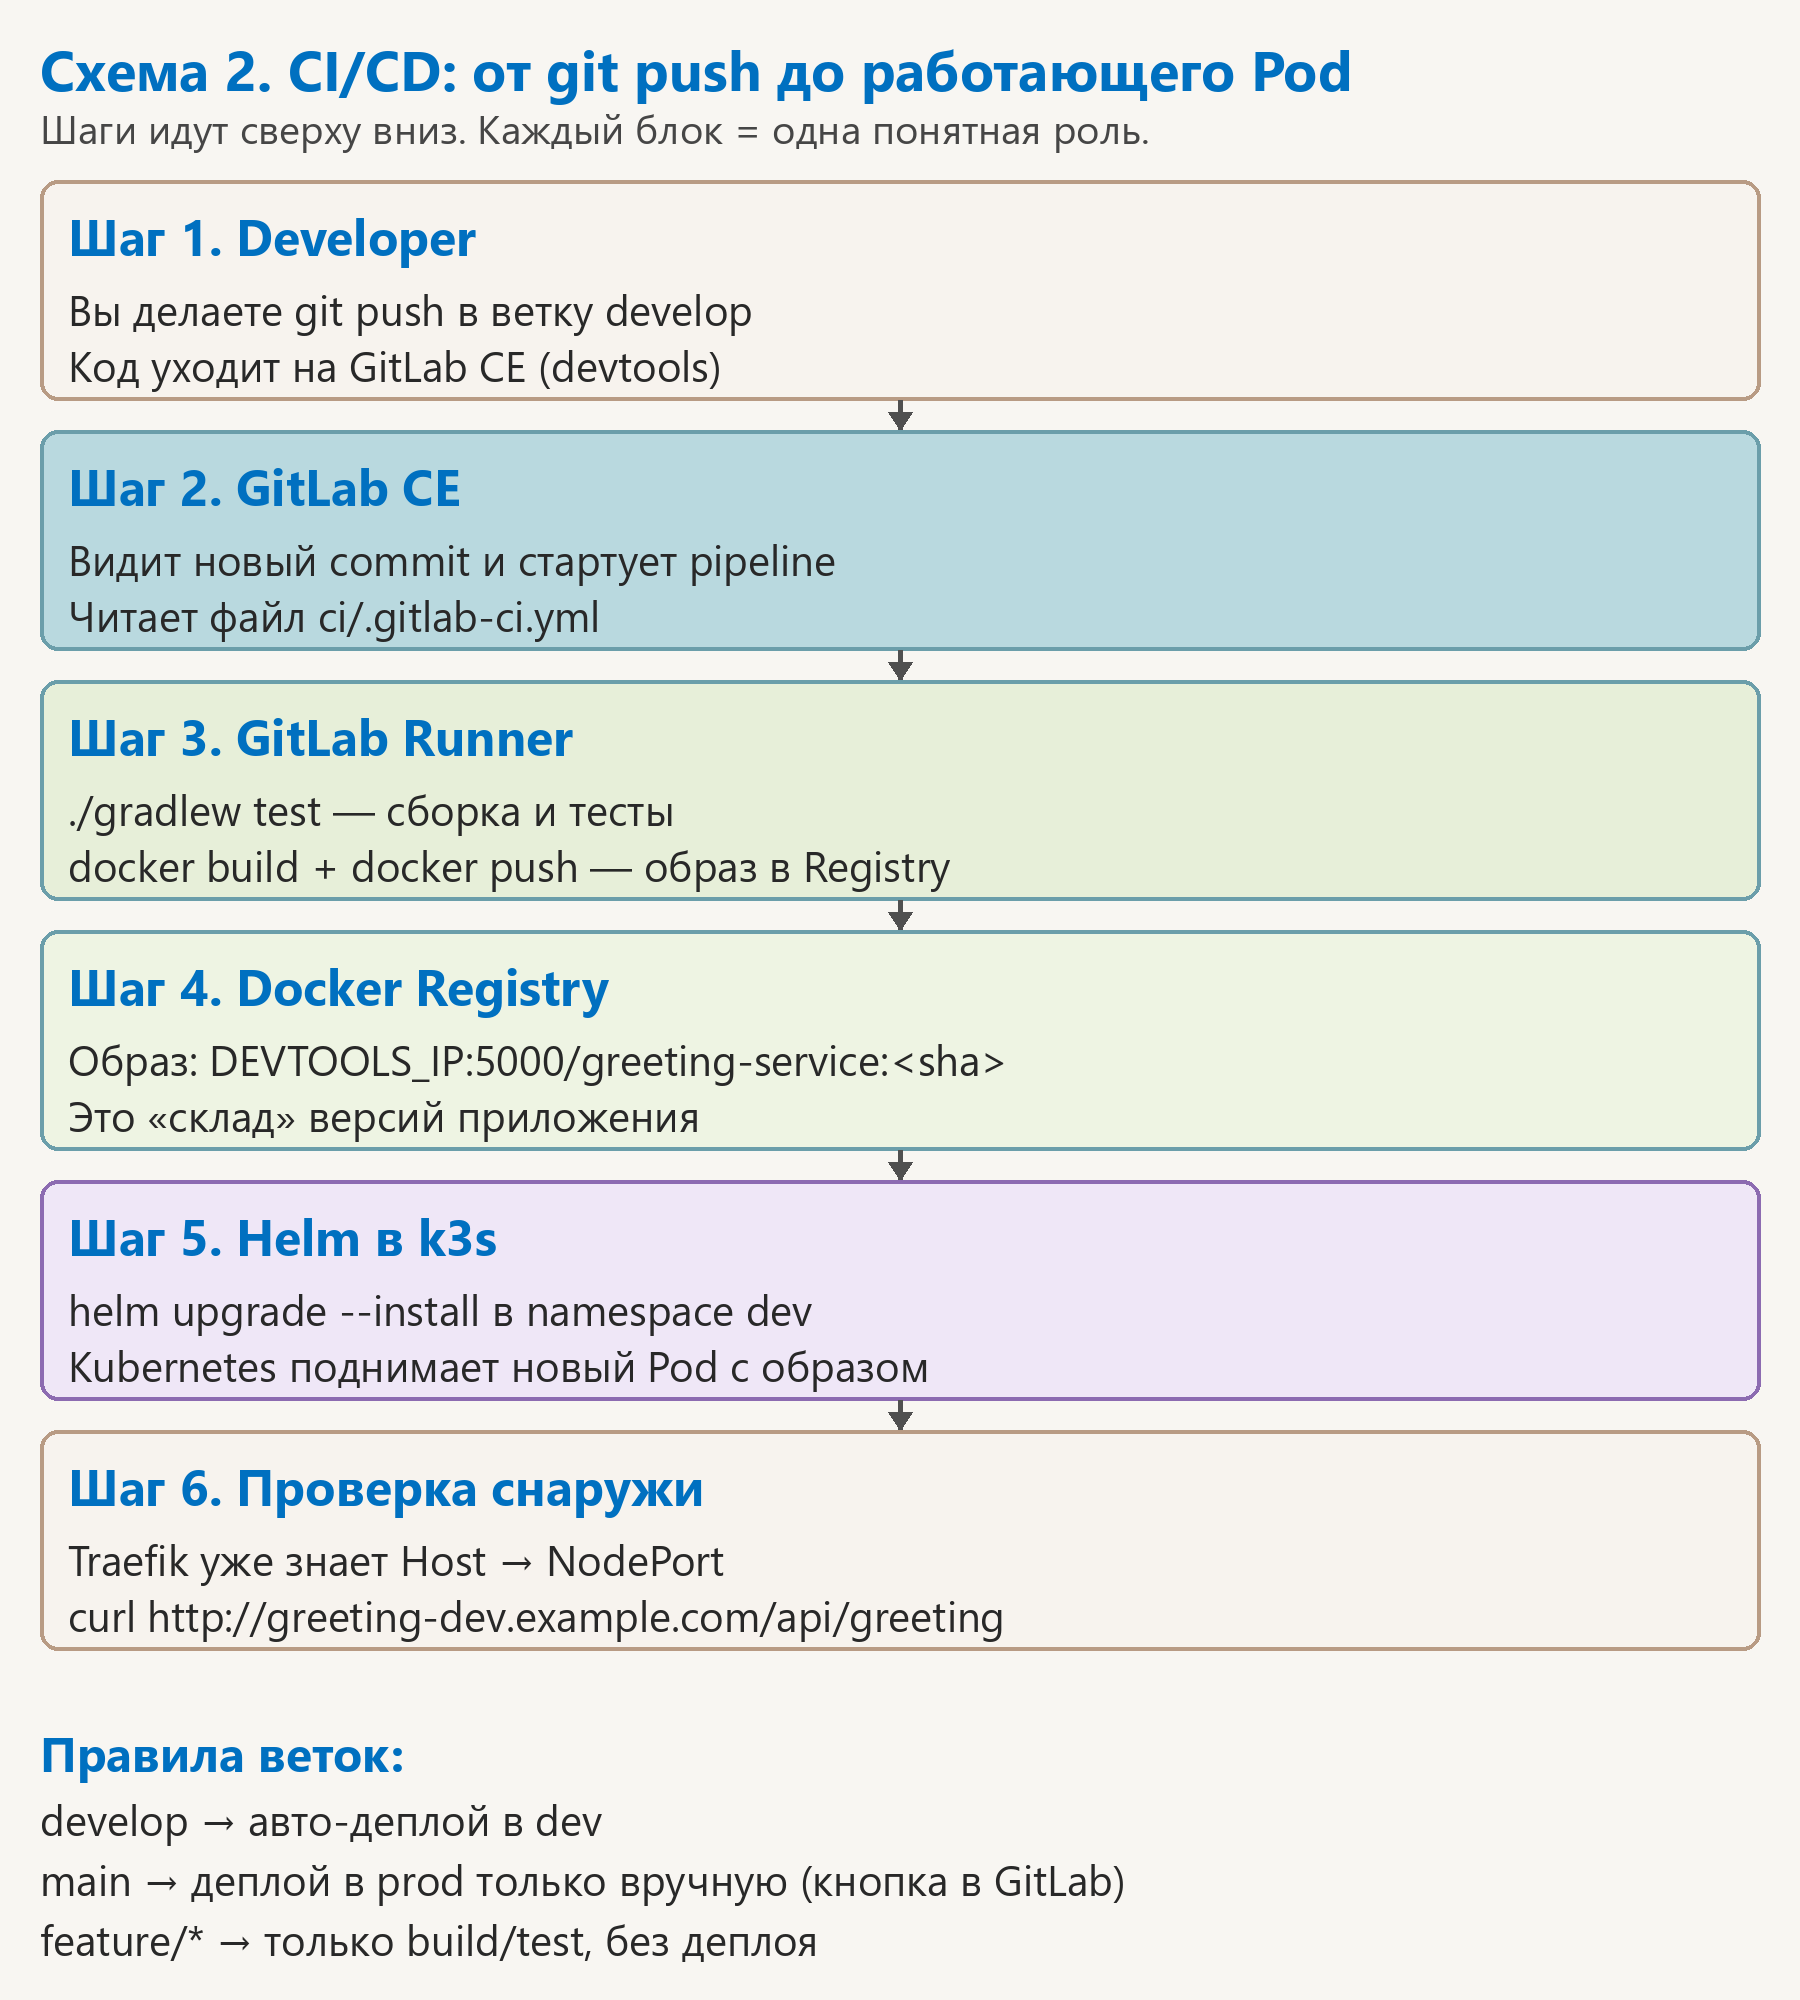 Схема 2. CI/CD: от git push до работающего Pod
Шаги идут сверху вниз. Каждый блок = одна понятная роль.
Шаг 1. Developer
Вы делаете git push в ветку develop
Код уходит на GitLab CE (devtools)
Шаг 2. GitLab CE
Видит новый commit и стартует pipeline
Читает файл ci/.gitlab-ci.yml
Шаг 3. GitLab Runner
./gradlew test — сборка и тесты
docker build + docker push — образ в Registry
Шаг 4. Docker Registry
Образ: DEVTOOLS_IP:5000/greeting-service:<sha>
Это «склад» версий приложения
Шаг 5. Helm в k3s
helm upgrade --install в namespace dev
Kubernetes поднимает новый Pod с образом
Шаг 6. Проверка снаружи
Traefik уже знает Host → NodePort
curl http://greeting-dev.example.com/api/greeting
Правила веток:
develop → авто-деплой в dev
main → деплой в prod только вручную (кнопка в GitLab)
feature/* → только build/test, без деплоя